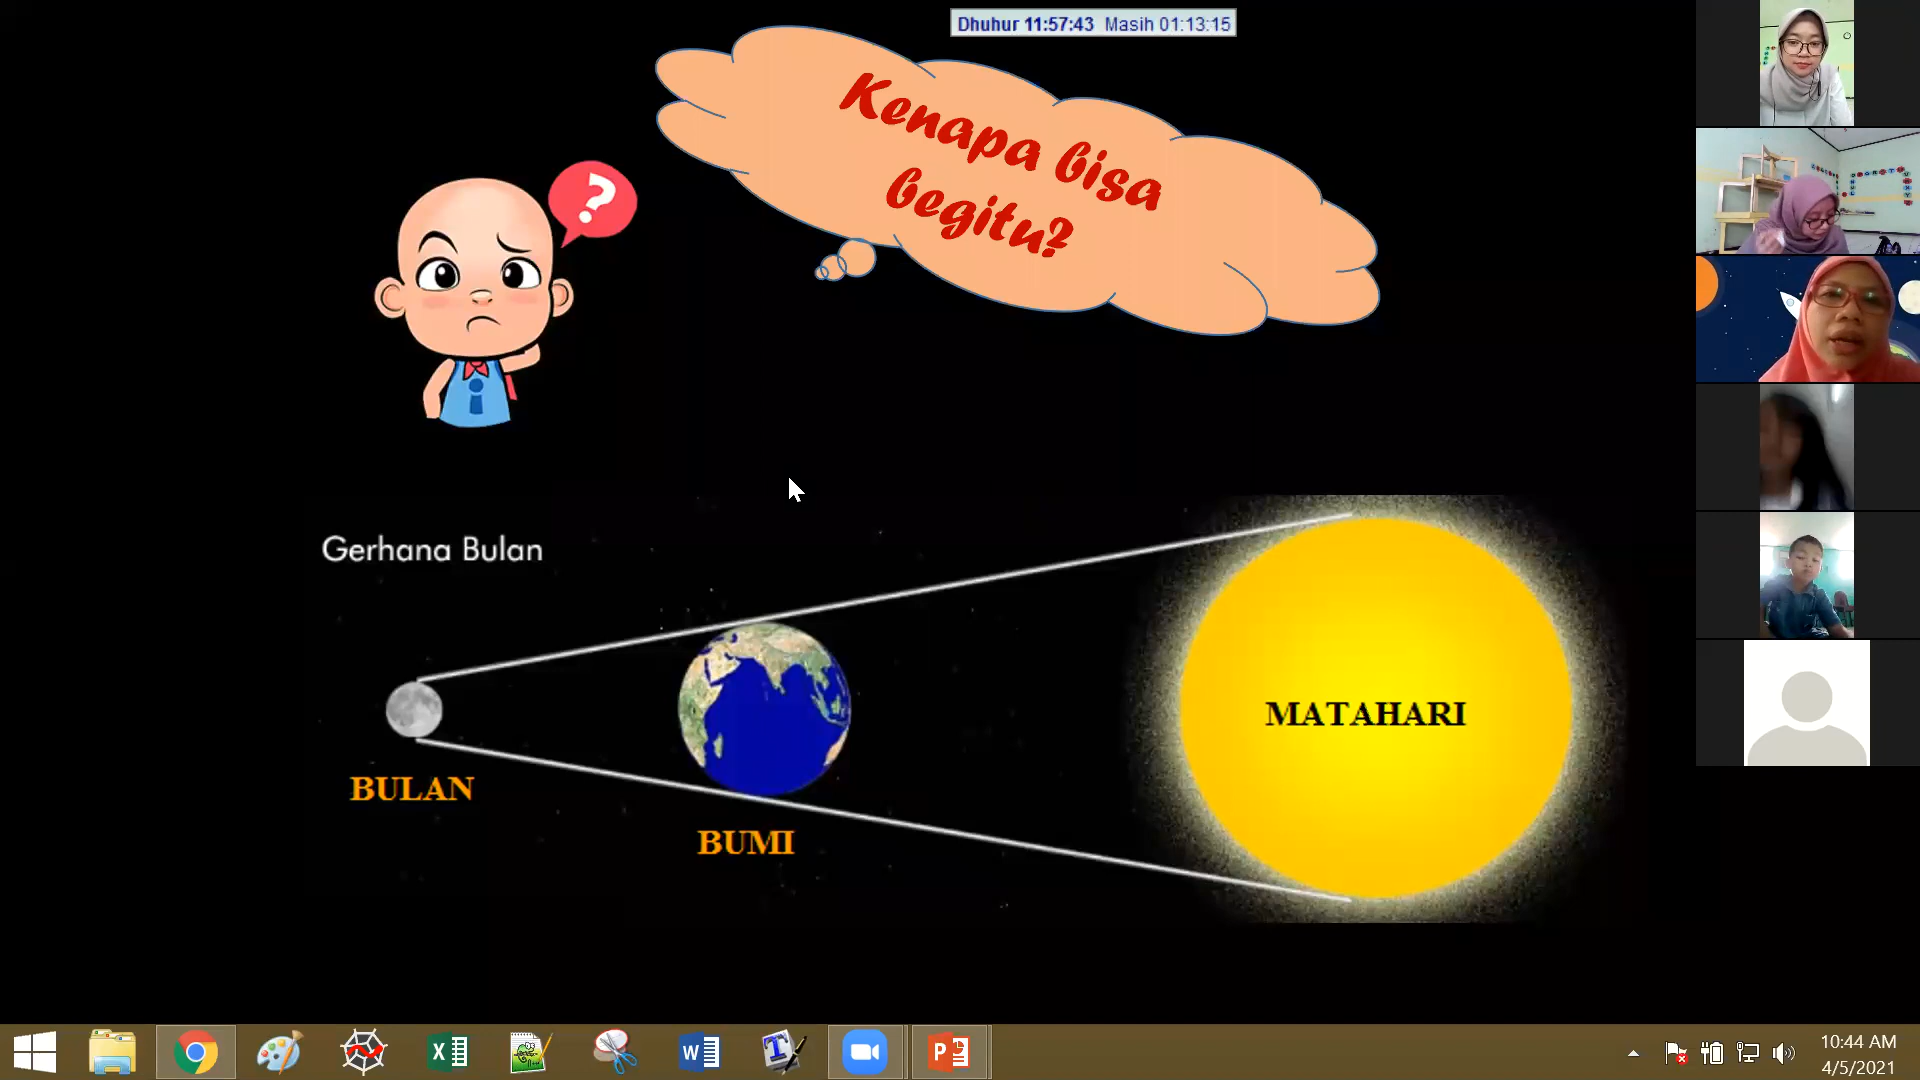 Dhuhur 11:57:43 Masih 01:13:15
Kenapa bisa
begitu?
?
Gerhana Bulan
MATAHARI
BULAN
BUMI
10:44 AM
4/5/2021